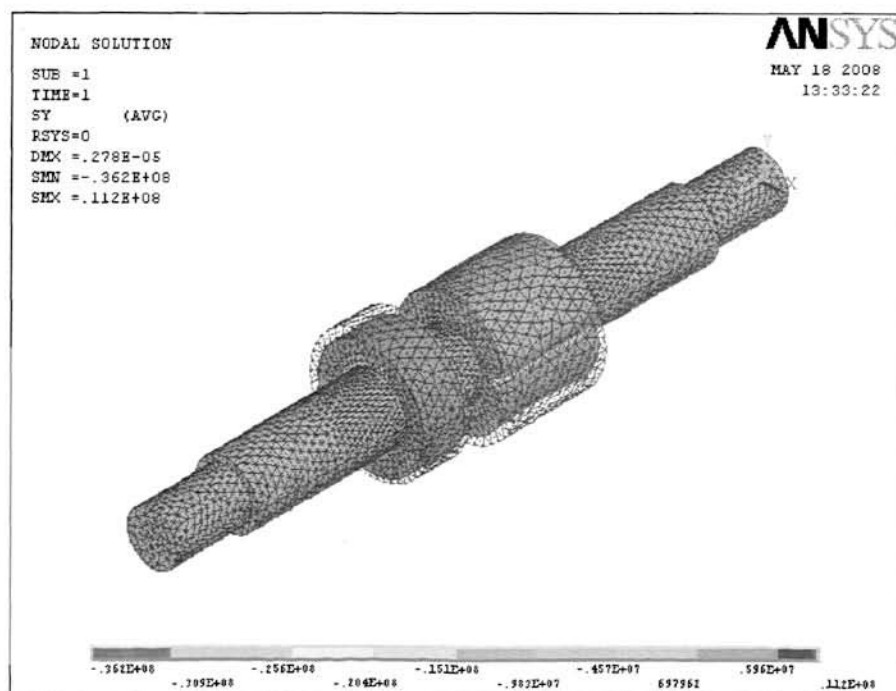 NODAL SOLUTION
SUB =1
TIME=1
SY (AVG)
RSYS=0
DMX =.278E-05
SMN =-.362E+08
SMX =.112E+08
ANSYS
MAY 18 2008
13:33:22
Y
X
-.362E+08 -.256E+08 -.151E+08 -.457E+07 .596E+07
-.309E+08 -.204E+08 -.983E+07 697961 .112E+08